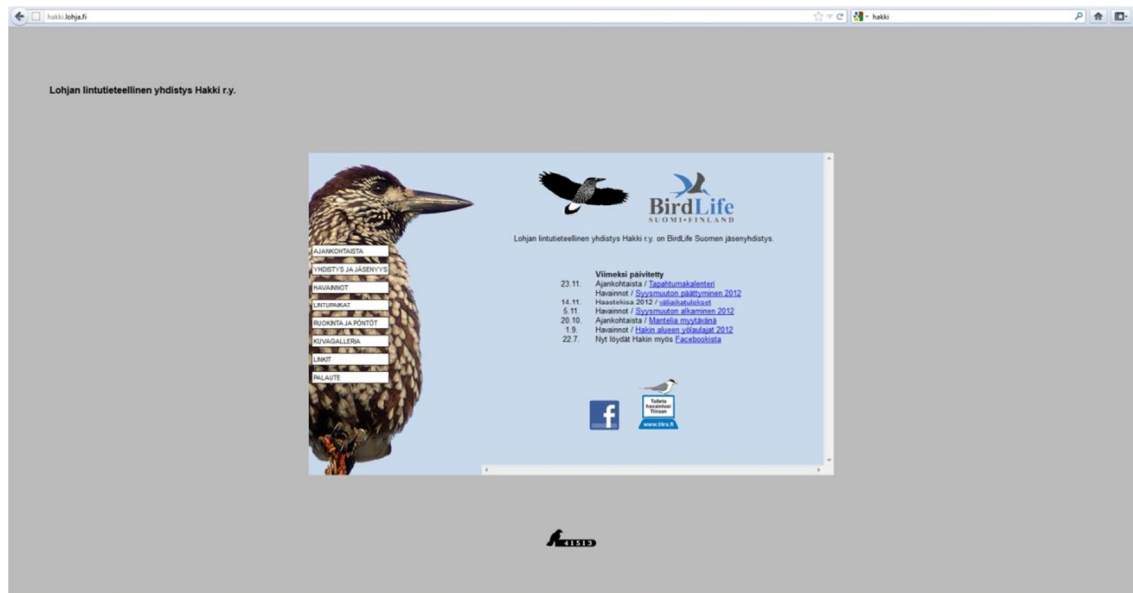 hakki.lohja.fi
hakki
Lohjan lintutieteellinen yhdistys Hakki r.y.
BirdLife
SUOMI•FINLAND
Lohjan lintutieteellinen yhdistys Hakki r.y. on BirdLife Suomen jäsenyhdistys.
AJANKOHTAISTA
YHDISTYS JA JÄSENYYS
HAVAINNOT
LINTUPAIKAT
RUOKINTA JA PÖNTÖT
KUVAGALLERIA
LINKIT
PALAUTE
Viimeksi päivitetty
23.11. Ajankohtaista / Tapahtumakalenteri
Havainnot / Syysmuuton päättyminen 2012
14.11. Haastekisa 2012 / väliaikatulokset
5.11. Havainnot / Syysmuuton alkaminen 2012
20.10. Ajankohtaista / Mantelia myytävänä
1.9. Havainnot / Hakin alueen yölaulajat 2012
22.7. Nyt löydät Hakin myös Facebookista
f
Talleta
havaintosi
Tiiraan
www.tiira.fi
41513